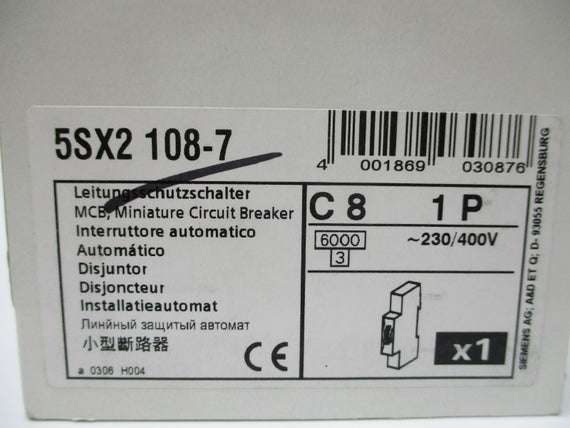 5SX2 108-7
4 001869 030876
Leitungsschutzschalter
MCB, Miniature Circuit Breaker
Interruttore automatico
Automático
Disjuntor
Disjoncteur
Installatieautomat
Линейный защитый автомат
小型斷路器
a 0306 H004
CE
C 8 1 P
6000
3
~230/400V
x1
SIEMENS AG; A&D ET Q; D- 93055 REGENSBURG